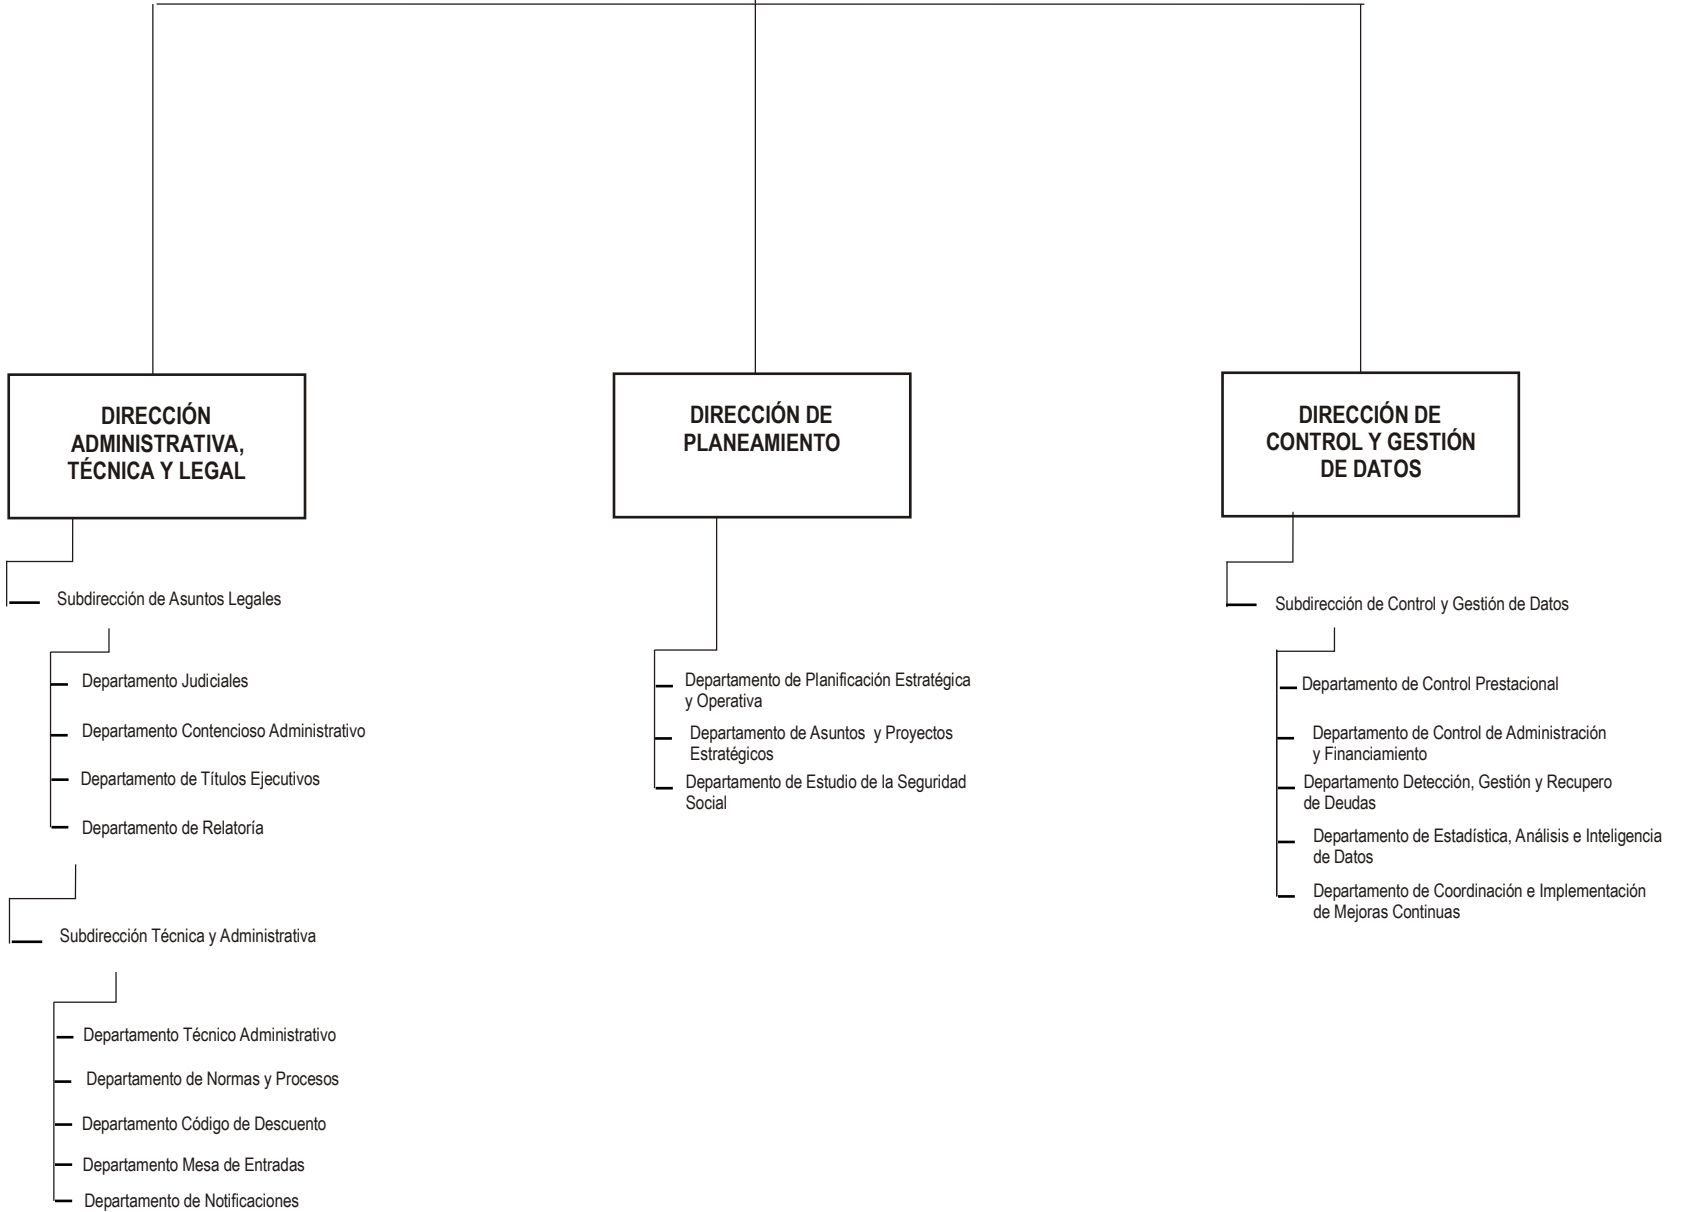 DIRECCIÓN
ADMINISTRATIVA,
TÉCNICA Y LEGAL
Subdirección de Asuntos Legales
Departamento Judiciales
Departamento Contencioso Administrativo
Departamento de Títulos Ejecutivos
Departamento de Relatoría
Subdirección Técnica y Administrativa
Departamento Técnico Administrativo
Departamento de Normas y Procesos
Departamento Código de Descuento
Departamento Mesa de Entradas
Departamento de Notificaciones
DIRECCIÓN DE
PLANEAMIENTO
Departamento de Planificación Estratégica
y Operativa
Departamento de Asuntos  y Proyectos
Estratégicos
Departamento de Estudio de la Seguridad
Social
DIRECCIÓN DE
CONTROL Y GESTIÓN
DE DATOS
Subdirección de Control y Gestión de Datos
Departamento de Control Prestacional
Departamento de Control de Administración
y Financiamiento
Departamento Detección, Gestión y Recupero
de Deudas
Departamento de Estadística, Análisis e Inteligencia
de Datos
Departamento de Coordinación e Implementación
de Mejoras Continuas